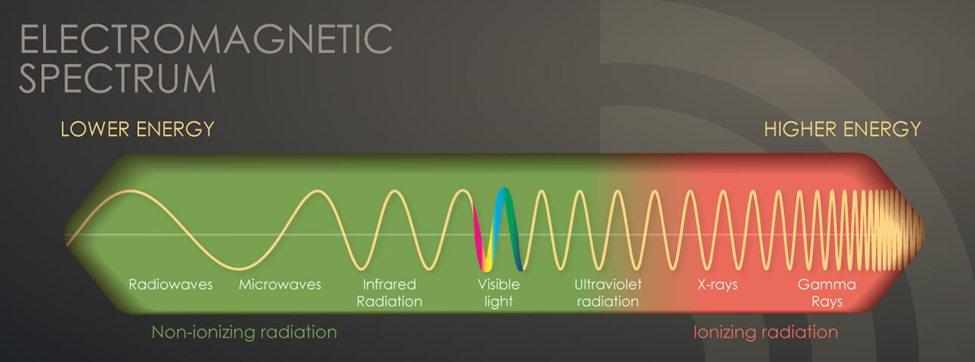 ELECTROMAGNETIC
SPECTRUM
LOWER ENERGY
HIGHER ENERGY
Radiowaves
Microwaves
Infrared
Radiation
Visible
light
Ultraviolet
radiation
X-rays
Gamma
Rays
Non-ionizing radiation
Ionizing radiation